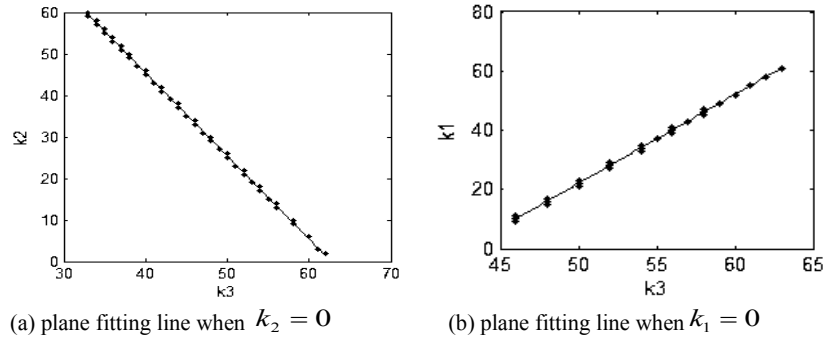 60
50
40
30
20
10
0
k2
30 40 50 60 70
k3
80
60
40
20
0
k1
45 50 55 60 65
k3
(a) plane fitting line when k₂ = 0
(b) plane fitting line when k₁ = 0